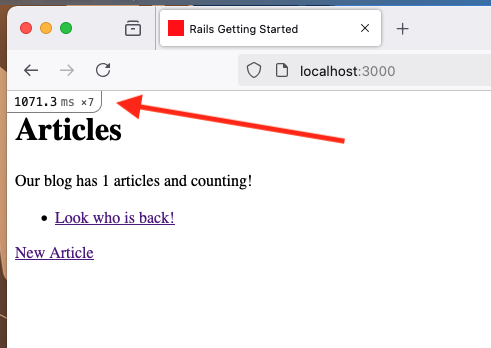 Rails Getting Started
localhost:3000
1071.3 ms ×7
Articles
Our blog has 1 articles and counting!
Look who is back!
New Article